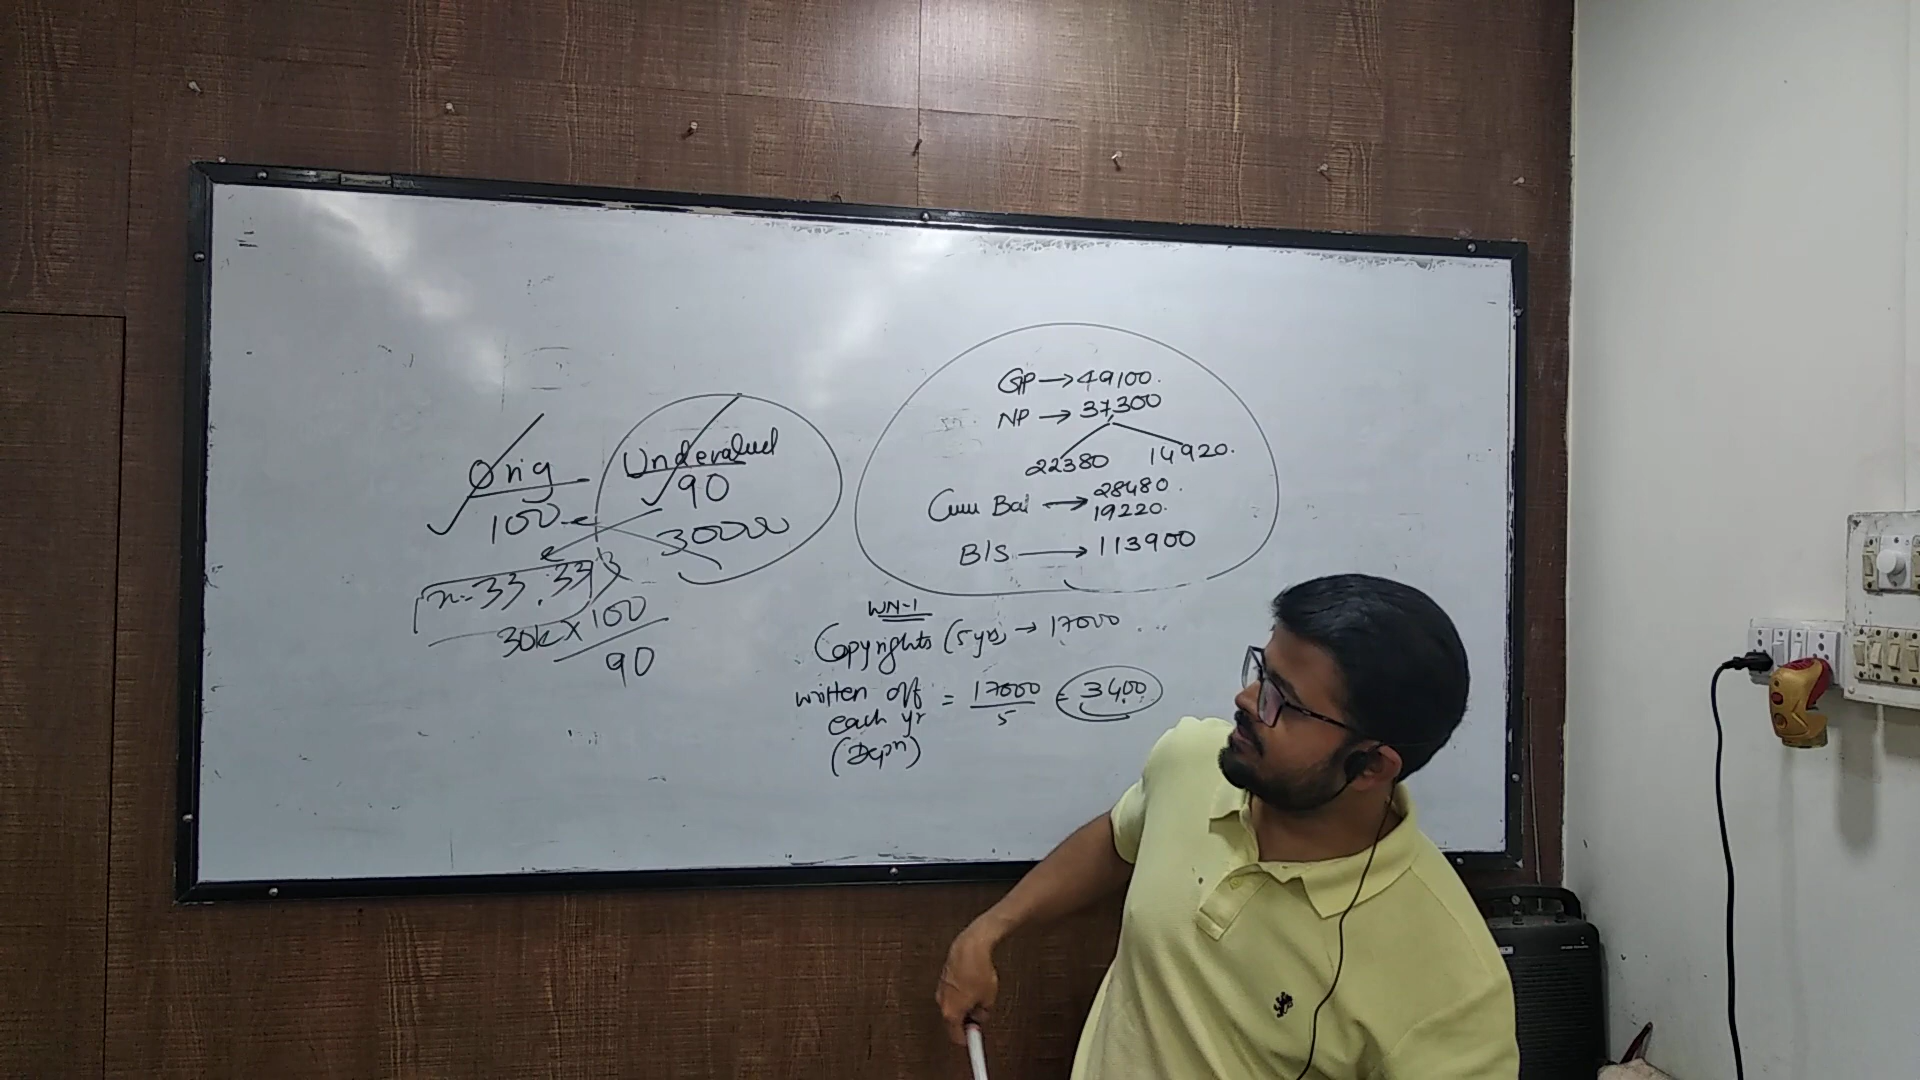 Orig
100
Undervalued
90
30000
x = 33,333
30k x 100
90
GP → 49100.
NP → 37,300
22380 14920.
Curr Bal → 28480.
19220.
B/S → 113900
WN-1
Copyrights (5 yrs) → 17000
written off each yr (Depn) = 17000 / 5 = 3400